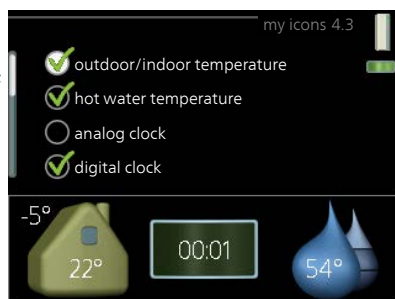 my icons 4.3
outdoor/indoor temperature
hot water temperature
analog clock
digital clock
-5°
22°
00:01
54°